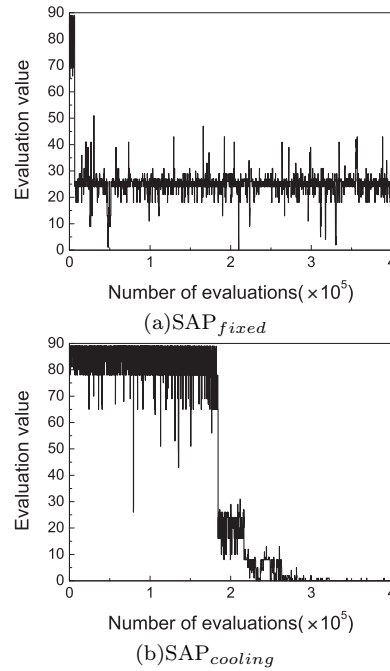 90
80
70
60
50
40
30
20
10
0
Evaluation value
0 1 2 3 4
Number of evaluations(×10⁵)
(a)SAP_fixed
90
80
70
60
50
40
30
20
10
0
Evaluation value
0 1 2 3 4
Number of evaluations(×10⁵)
(b)SAP_cooling